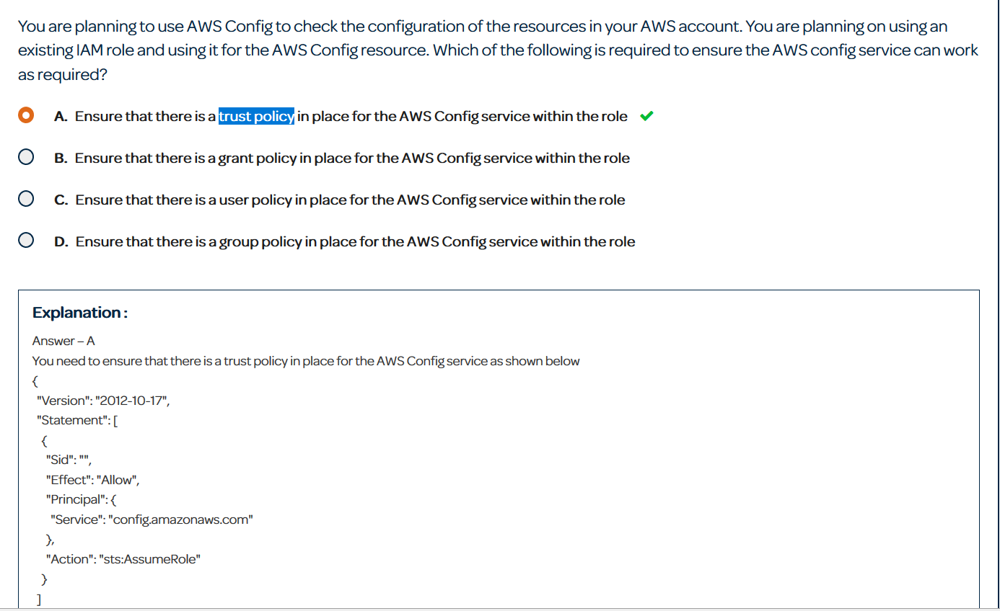 You are planning to use AWS Config to check the configuration of the resources in your AWS account. You are planning on using an
existing IAM role and using it for the AWS Config resource. Which of the following is required to ensure the AWS config service can work
as required?
A. Ensure that there is a trust policy in place for the AWS Config service within the role
B. Ensure that there is a grant policy in place for the AWS Config service within the role
C. Ensure that there is a user policy in place for the AWS Config service within the role
D. Ensure that there is a group policy in place for the AWS Config service within the role
Explanation :
Answer – A
You need to ensure that there is a trust policy in place for the AWS Config service as shown below
{
"Version": "2012-10-17",
"Statement": [
{
"Sid": "",
"Effect": "Allow",
"Principal": {
"Service": "config.amazonaws.com"
},
"Action": "sts:AssumeRole"
}
]